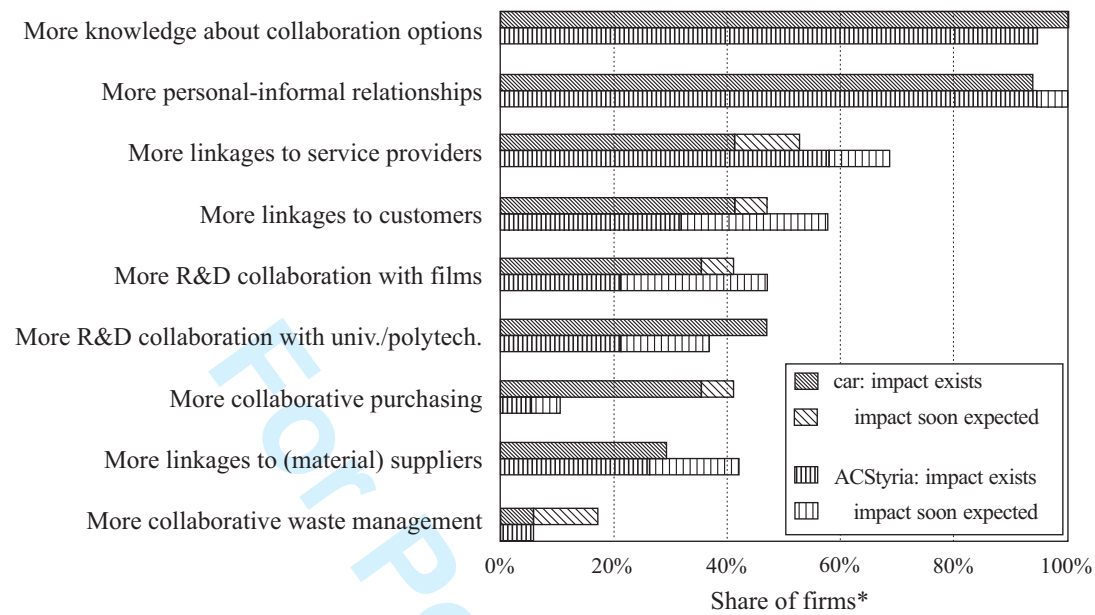 More knowledge about collaboration options
More personal-informal relationships
More linkages to service providers
More linkages to customers
More R&D collaboration with films
More R&D collaboration with univ./polytech.
More collaborative purchasing
More linkages to (material) suppliers
More collaborative waste management
car: impact exists
impact soon expected
ACStyria: impact exists
impact soon expected
0%
20%
40%
60%
80%
100%
Share of firms*
For